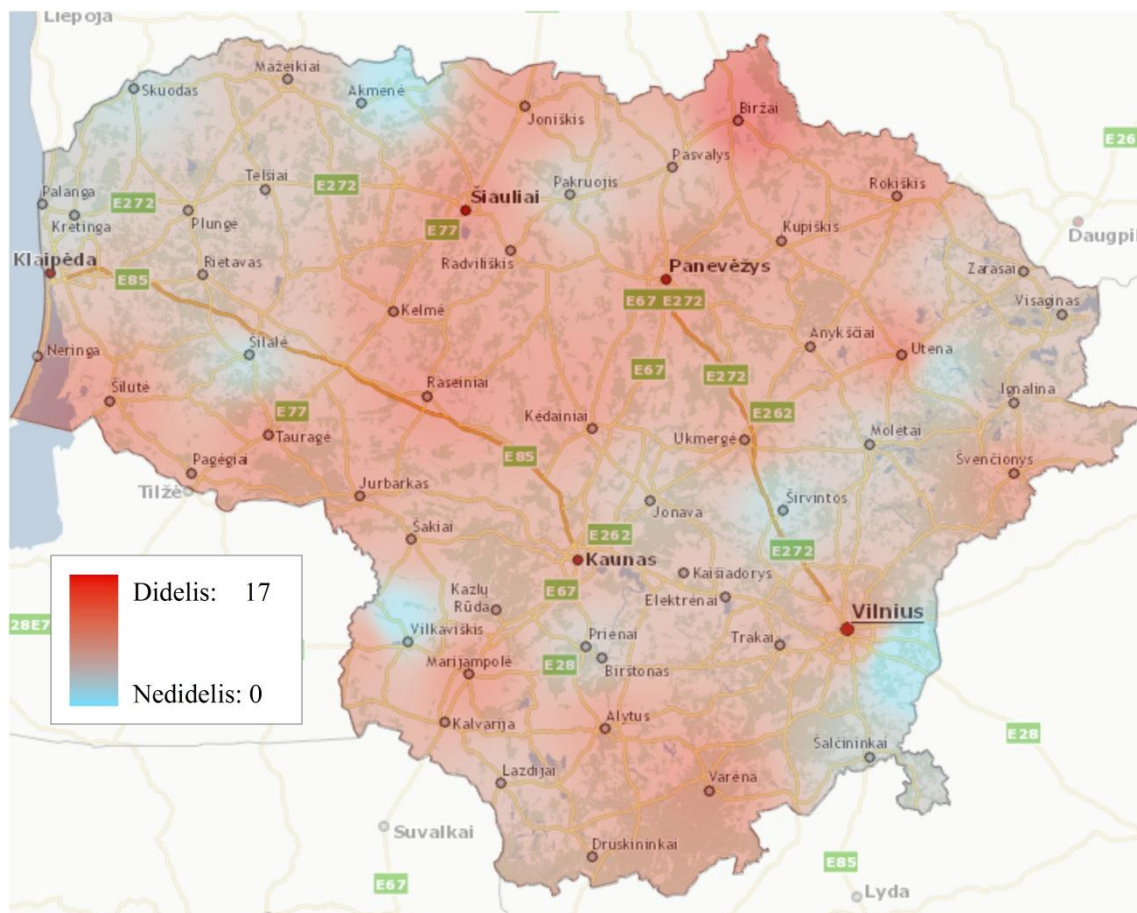 Liepoja
E272
Skuodas
Mažeikiai
Akmenė
Joniškis
Biržai
E26
Palanga
Kretinga
E272
Telšiai
Plungė
E272
Šiauliai
E77
Pakruojis
Pasvalys
Rokiškis
Daugpil
Klaipėda
E85
Rietavas
Radviliškis
Kupiškis
Panevėžys
E67 E272
Zarasai
Visaginas
Kelmė
Neringa
Šilalė
Anykščiai
Utena
E67
E272
Šilutė
E77
Raseiniai
Ignalina
Tauragė
Kėdainiai
E262
Ukmergė
Molėtai
E85
Pagėgiai
Tilžė
Jurbarkas
Švenčionys
Jonava
Širvintos
Šakiai
E262
E272
Kaunas
Kaišiadorys
Kazlų
Rūda
E67
Elektrėnai
Didelis: 17
Nedidelis: 0
28E7
Vilkaviškis
Prienai
Birštonas
Trakai
Vilnius
Marijampolė
E28
Kalvarija
Alytus
Šalčininkai
E28
Lazdijai
Varėna
Suvalkai
Druskininkai
E67
E85
Lyda